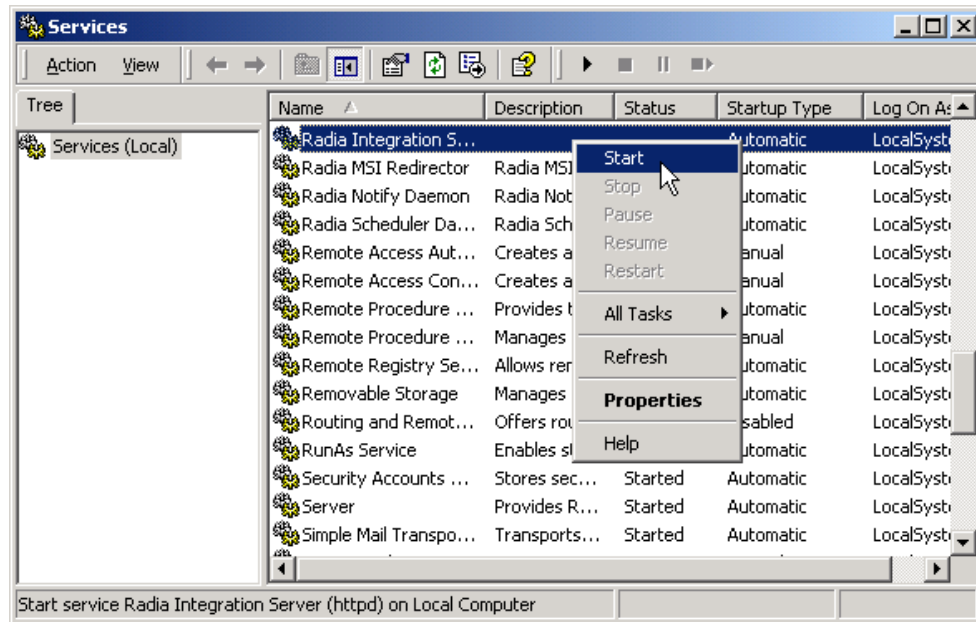 Services
Action View
Tree
Name Description Status Startup Type Log On As
Services (Local)
Radia Integration S... Automatic LocalSyste
Radia MSI Redirector Radia MSI utomatic LocalSyste
Radia Notify Daemon Radia Not utomatic LocalSyste
Radia Scheduler Da... Radia Sch utomatic LocalSyste
Remote Access Aut... Creates a anual LocalSyste
Remote Access Con... Creates a anual LocalSyste
Remote Procedure ... Provides t utomatic LocalSyste
Remote Procedure ... Manages anual LocalSyste
Remote Registry Se... Allows rem utomatic LocalSyste
Removable Storage Manages utomatic LocalSyste
Routing and Remot... Offers rou sabled LocalSyste
RunAs Service Enables st utomatic LocalSyste
Security Accounts ... Stores sec... Started Automatic LocalSyste
Server Provides R... Started Automatic LocalSyste
Simple Mail Transpo... Transports... Started Automatic LocalSyste
Start
Stop
Pause
Resume
Restart
All Tasks
Refresh
Properties
Help
Start service Radia Integration Server (httpd) on Local Computer